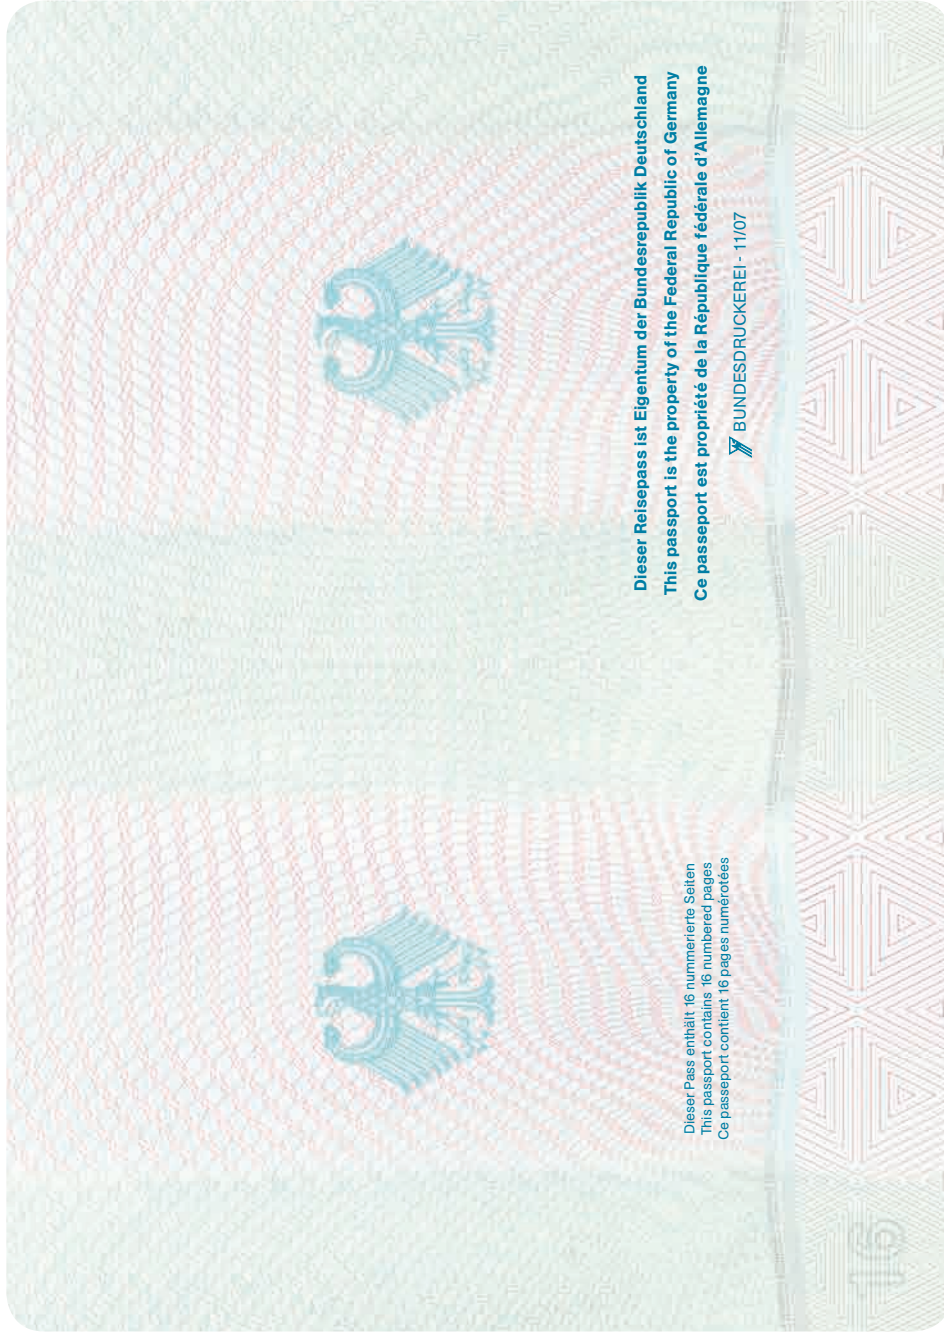 Dieser Pass enthält 16 nummerierte Seiten
This passport contains 16 numbered pages
Ce passeport contient 16 pages numérotées
16
Dieser Reisepass ist Eigentum der Bundesrepublik Deutschland
This passport is the property of the Federal Republic of Germany
Ce passeport est propriété de la République fédérale d'Allemagne
BUNDESDRUCKEREI - 11/07